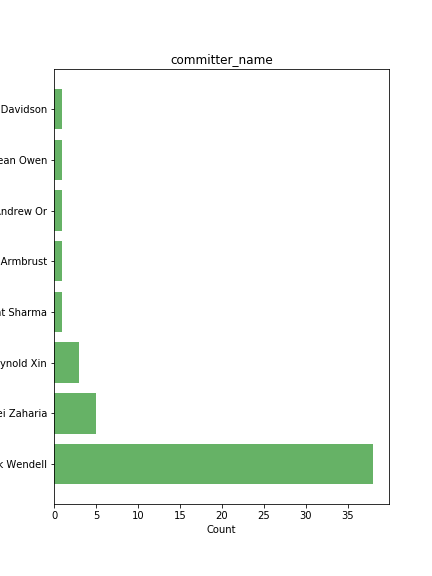 committer_name
Davidson
ean Owen
Andrew Or
Armbrust
nt Sharma
ynold Xin
ei Zaharia
k Wendell
0 5 10 15 20 25 30 35
Count